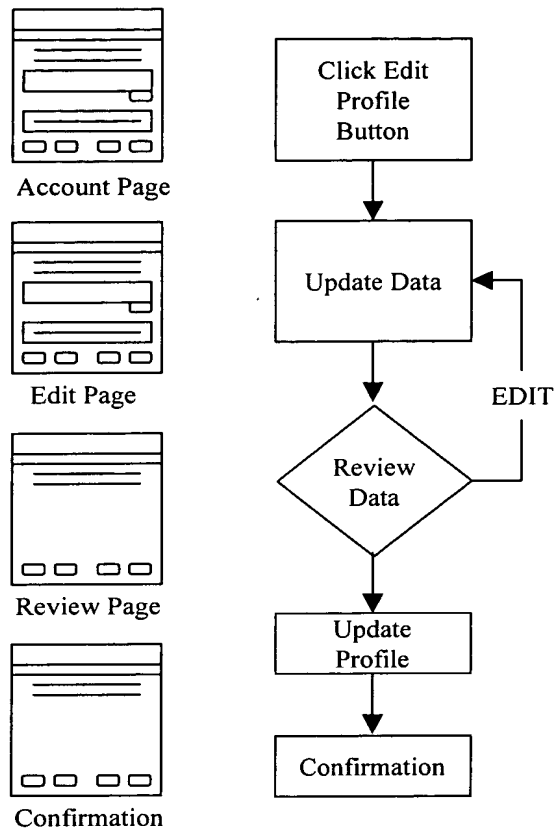 Click Edit
Profile
Button
Account Page
Update Data
Edit Page
EDIT
Review
Data
Review Page
Update
Profile
Confirmation
Confirmation